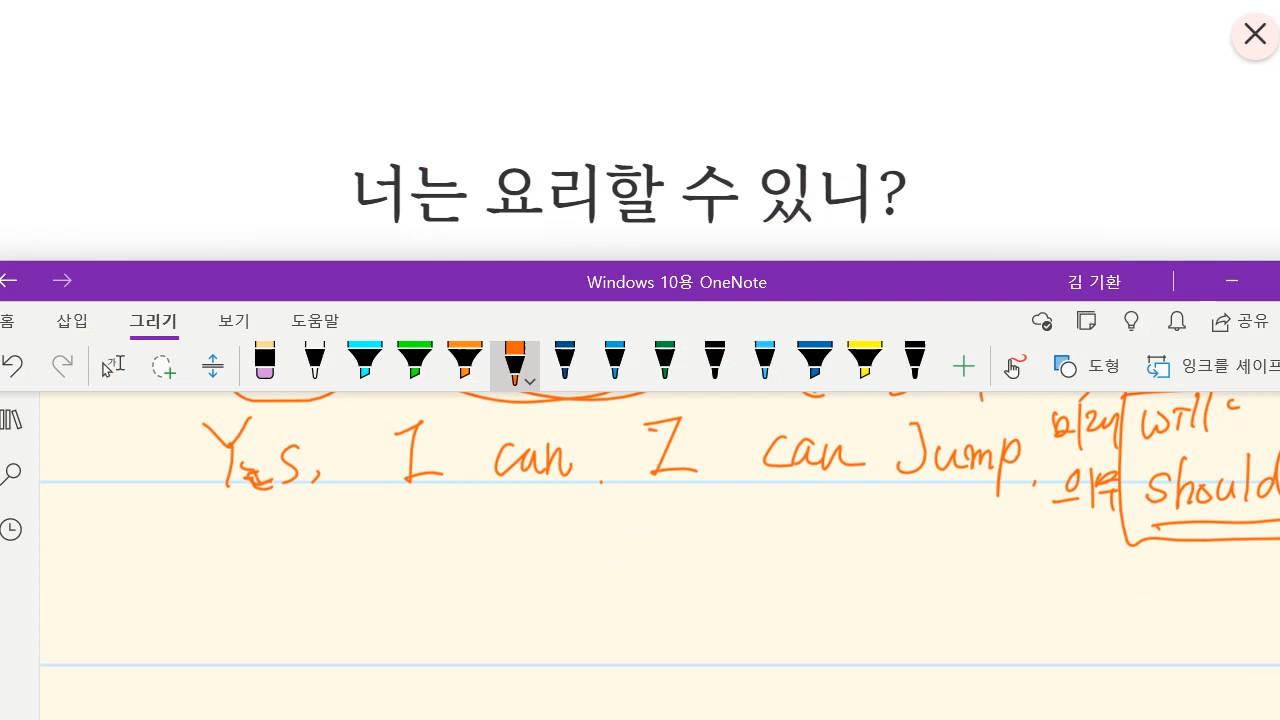 너는 요리할 수 있니?
Windows 10용 OneNote
김 기환
홈 삽입 그리기 보기 도움말 공유
가 도형 잉크를 셰이프
Yes, I can. I can Jump. 미래 will
의무 should